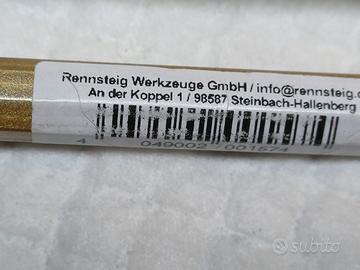 Rennsteig Werkzeuge GmbH / info@rennsteig.
An der Koppel 1 / 98587 Steinbach-Hallenberg
4 049002 001574
subito